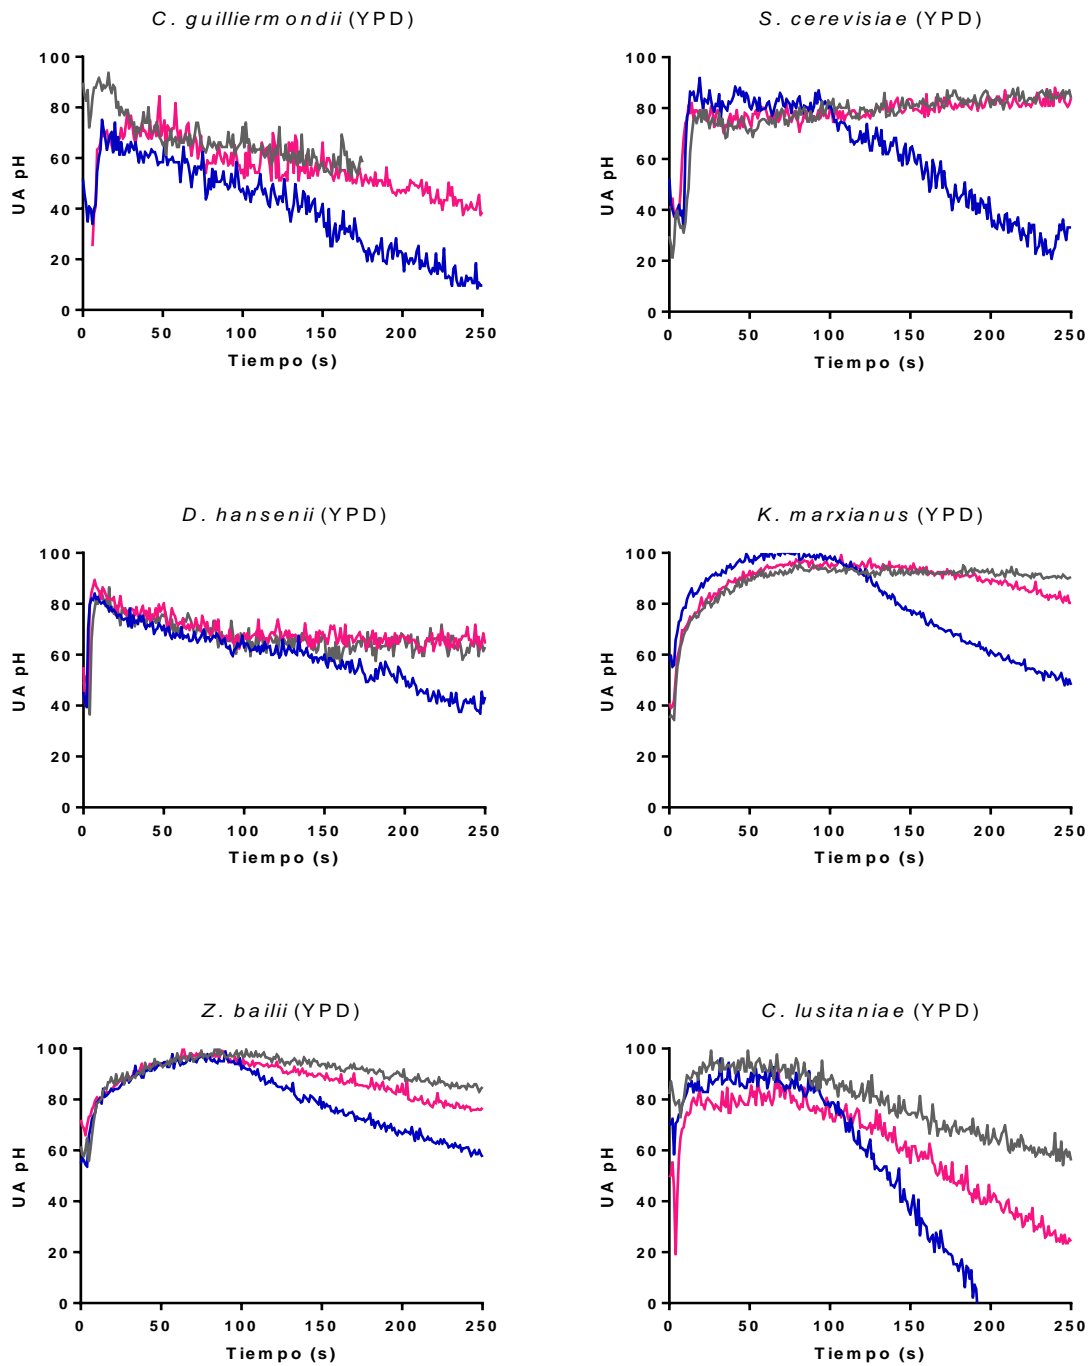 C. guilliermondii (YPD)
100
80
60
40
20
0
UA pH
0 50 100 150 200 250
Tiempo (s)
S. cerevisiae (YPD)
100
80
60
40
20
0
UA pH
0 50 100 150 200 250
Tiempo (s)
D. hansenii (YPD)
100
80
60
40
20
0
UA pH
0 50 100 150 200 250
Tiempo (s)
K. marxianus (YPD)
100
80
60
40
20
0
UA pH
0 50 100 150 200 250
Tiempo (s)
Z. bailii (YPD)
100
80
60
40
20
0
UA pH
0 50 100 150 200 250
Tiempo (s)
C. lusitaniae (YPD)
100
80
60
40
20
0
UA pH
0 50 100 150 200 250
Tiempo (s)